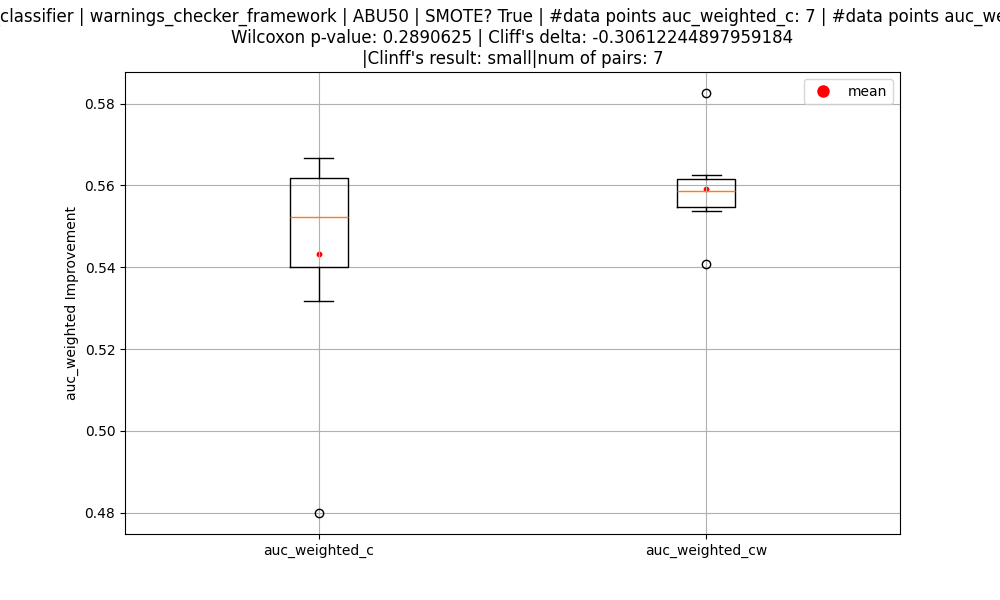 classifier | warnings_checker_framework | ABU50 | SMOTE? True | #data points auc_weighted_c: 7 | #data points
Wilcoxon p-value: 0.2890625 | Cliff's delta: -0.30612244897959184
|Clinff's result: small|num of pairs: 7
mean
0.58
0.56
0.54
0.52
0.50
0.48
auc_weighted Improvement
auc_weighted_c
auc_weighted_cw